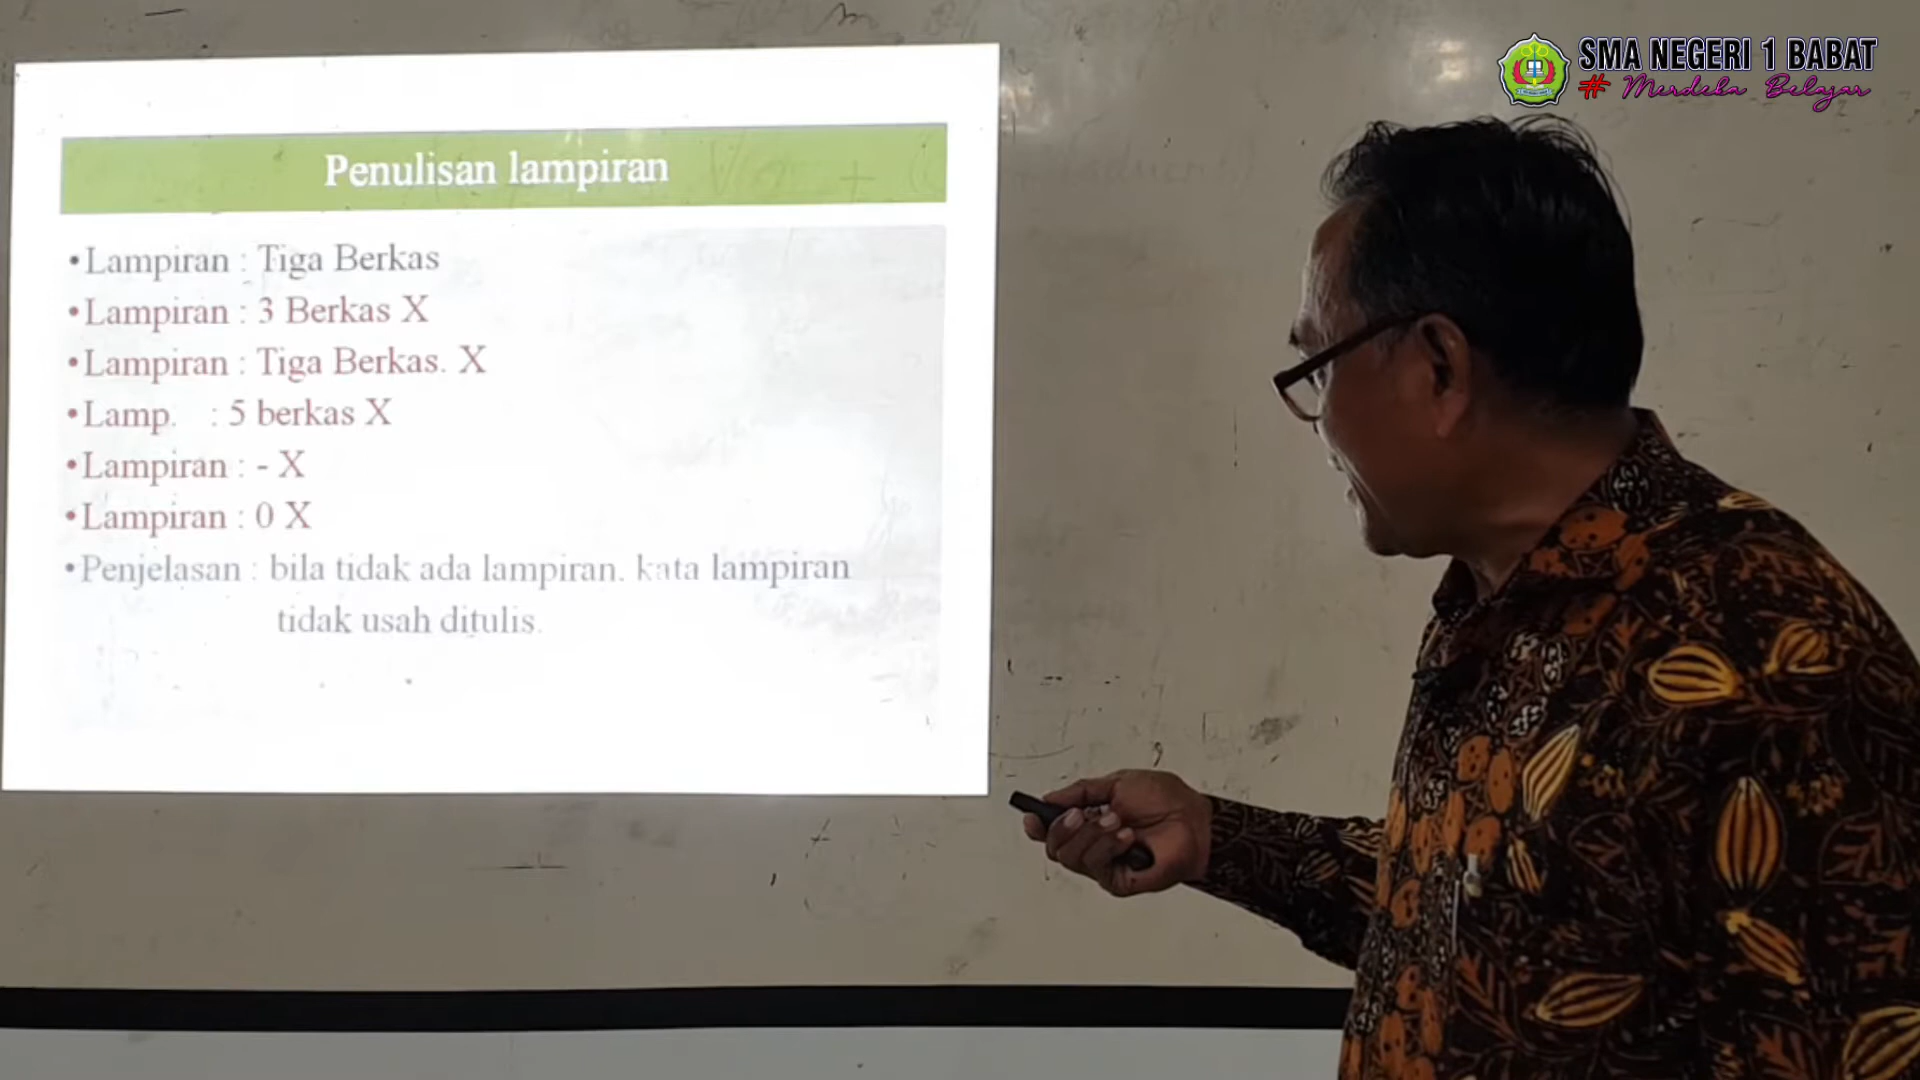 SMA NEGERI 1 BABAT
# Merdeka Belajar
Penulisan lampiran
•Lampiran : Tiga Berkas
•Lampiran : 3 Berkas X
•Lampiran : Tiga Berkas. X
•Lamp. : 5 berkas X
•Lampiran : - X
•Lampiran : 0 X
•Penjelasan : bila tidak ada lampiran. kata lampiran
tidak usah ditulis.